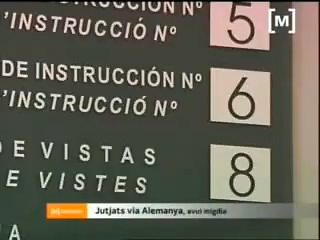 [M]
STRUCCIÓN Nº
'INSTRUCCIÓ Nº
5
DE INSTRUCCIÓN Nº
'INSTRUCCIÓ Nº
6
DE VISTAS
E VISTES
8
Jutjats via Alemanya, avui migdia